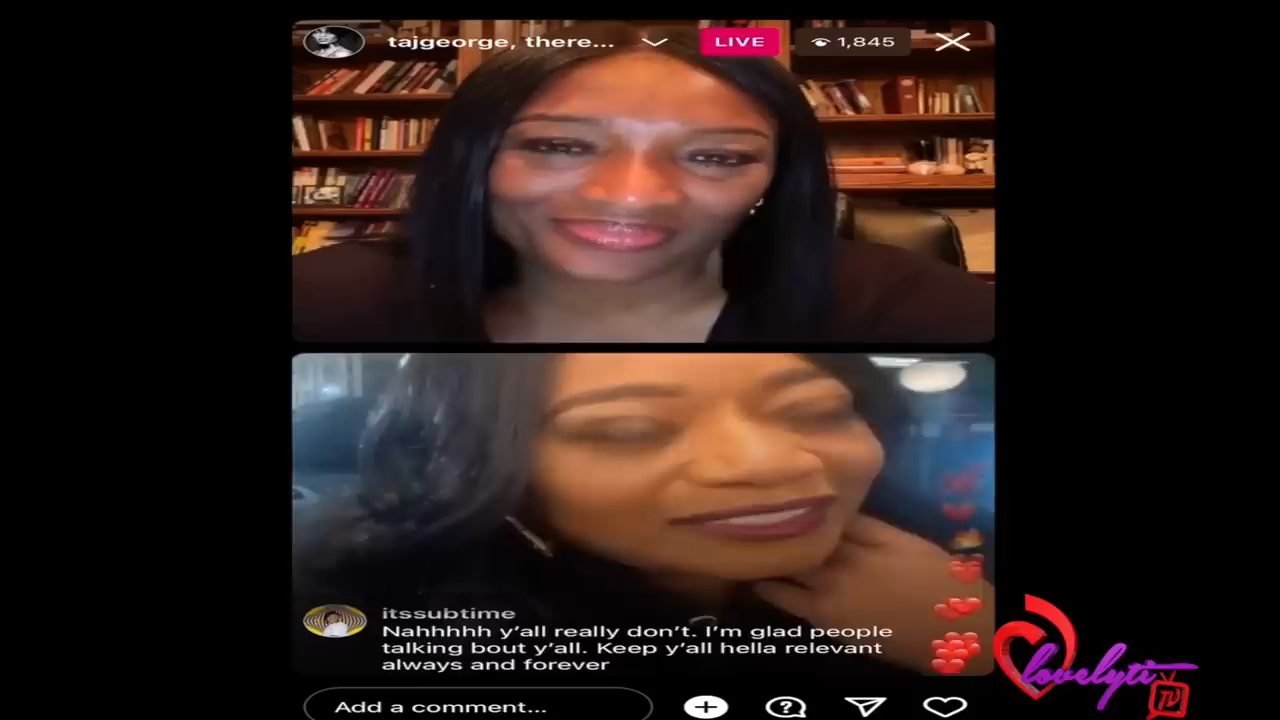 tajgeorge, there...
LIVE
1,845
itssubtime
Nahhhhh y'all really don't. I'm glad people
talking bout y'all. Keep y'all hella relevant
always and forever
Add a comment...
lovelyti
TV